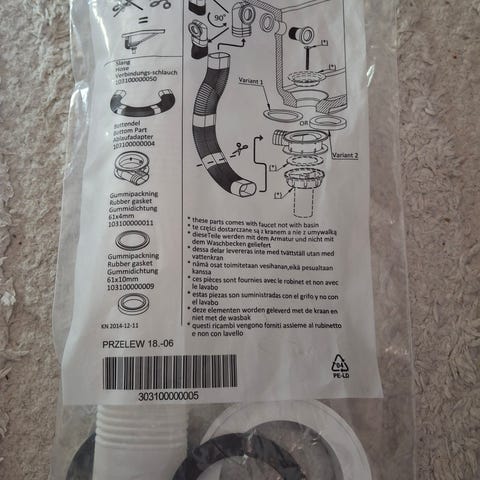 =
Slang
Hose
Verbindungs-schlauch
103100000050
Bottendel
Bottom Part
Ablaufadapter
103100000004
Gummipackning
Rubber gasket
Gummidichtung
61x4mm
103100000011
Gummipackning
Rubber gasket
Gummidichtung
61x10mm
103100000009
KN 2014-12-11
90°
Variant 1
(*)
(*)
OR
(*)
Variant 2
(*)
(*)
* these parts comes with faucet not with basin
* te części dostarczane są z kranem a nie z umywalką
* dieseTeile werden mit dem Armatur und nicht mit
dem Waschbecken geliefert
* dessa delar levereras inte med tvättställ utan med
vattenkran
* nämä osat toimitetaan vesihanan,eikä pesualtaan
kanssa
* ces pièces sont fournies avec le robinet et non avec
le lavabo
* estas piezas son suministradas con el grifo y no con
el lavabo
* deze elementen worden geleverd met de kraan en
niet met de wasbak
* questi ricambi vengono forniti assieme al rubinetto
e non con lavello
PRZELEW 18.-06
303100000005
04
PE-LD